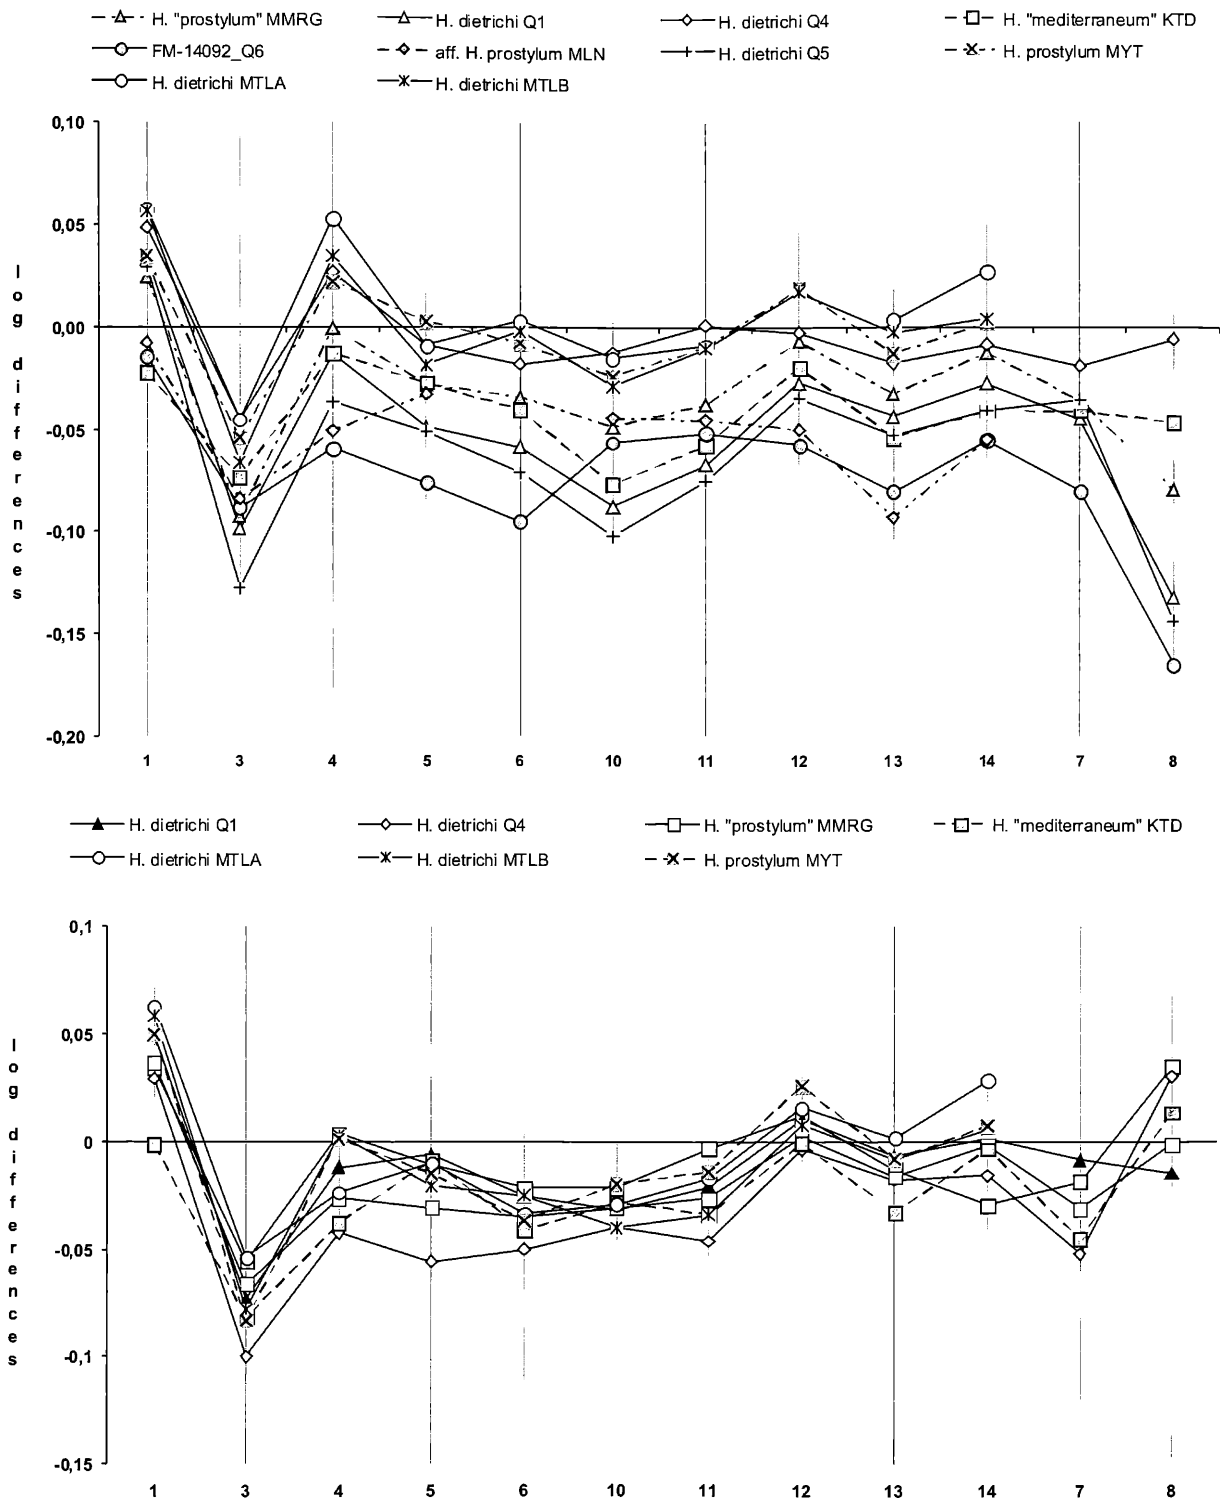 H. "prostylum" MMRG H. dietrichi Q1 H. dietrichi Q4 H. "mediterraneum" KTD
FM-14092_Q6 aff. H. prostylum MLN H. dietrichi Q5 H. prostylum MYT
H. dietrichi MTLA H. dietrichi MTLB
0,10
0,05
0,00
-0,05
-0,10
-0,15
-0,20
log differences
1 3 4 5 6 10 11 12 13 14 7 8
H. dietrichi Q1 H. dietrichi Q4 H. "prostylum" MMRG H. "mediterraneum" KTD
H. dietrichi MTLA H. dietrichi MTLB H. prostylum MYT
0,1
0,05
0
-0,05
-0,1
-0,15
log differences
1 3 4 5 6 10 11 12 13 14 7 8